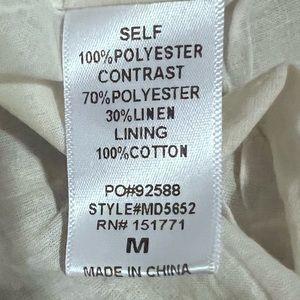 SELF
100%POLYESTER
CONTRAST
70%POLYESTER
30%LINEN
LINING
100%COTTON
PO#92588
STYLE#MD5652
RN# 151771
M
MADE IN CHINA